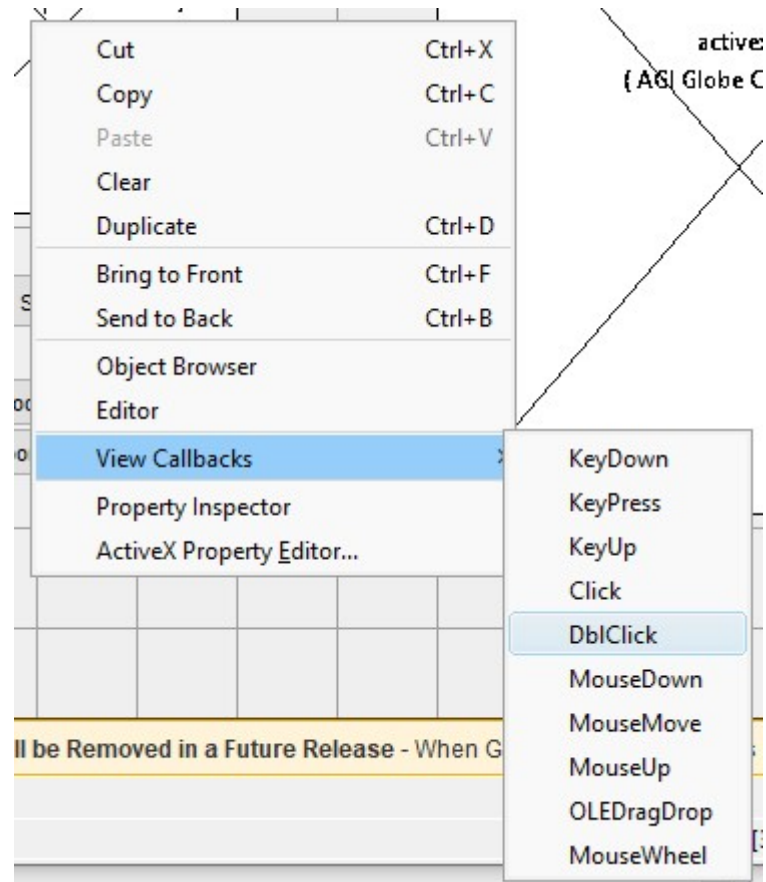 activex
( AGI Globe C
Cut Ctrl+X
Copy Ctrl+C
Paste Ctrl+V
Clear
Duplicate Ctrl+D
Bring to Front Ctrl+F
Send to Back Ctrl+B
Object Browser
Editor
View Callbacks
Property Inspector
ActiveX Property Editor...
KeyDown
KeyPress
KeyUp
Click
DblClick
MouseDown
MouseMove
MouseUp
OLEDragDrop
MouseWheel
ll be Removed in a Future Release - When G